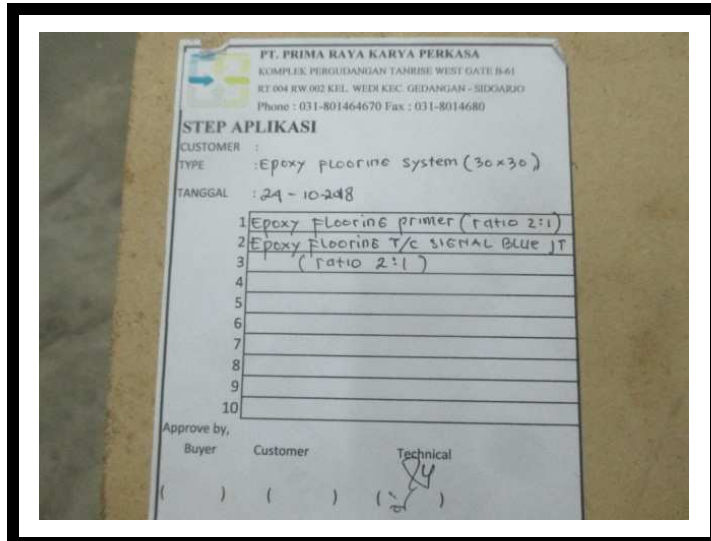 PT. PRIMA RAYA KARYA PERKASA
KOMPLEK PERGUDANGAN TANRISE WEST GATE B-61
RT 004 RW 002 KEL. WEDI KEC. GEDANGAN - SIDOARJO
Phone : 031-801464670 Fax : 031-8014680
STEP APLIKASI
CUSTOMER :
TYPE : Epoxy Flooring System (30x30)
TANGGAL : 24 - 10-2018
1 Epoxy Flooring primer (ratio 2:1)
2 Epoxy Flooring T/C SIGNAL BLUE JT
3 (ratio 2:1)
4
5
6
7
8
9
10
Approve by,
Buyer Customer Technical
( ) ( ) ( )